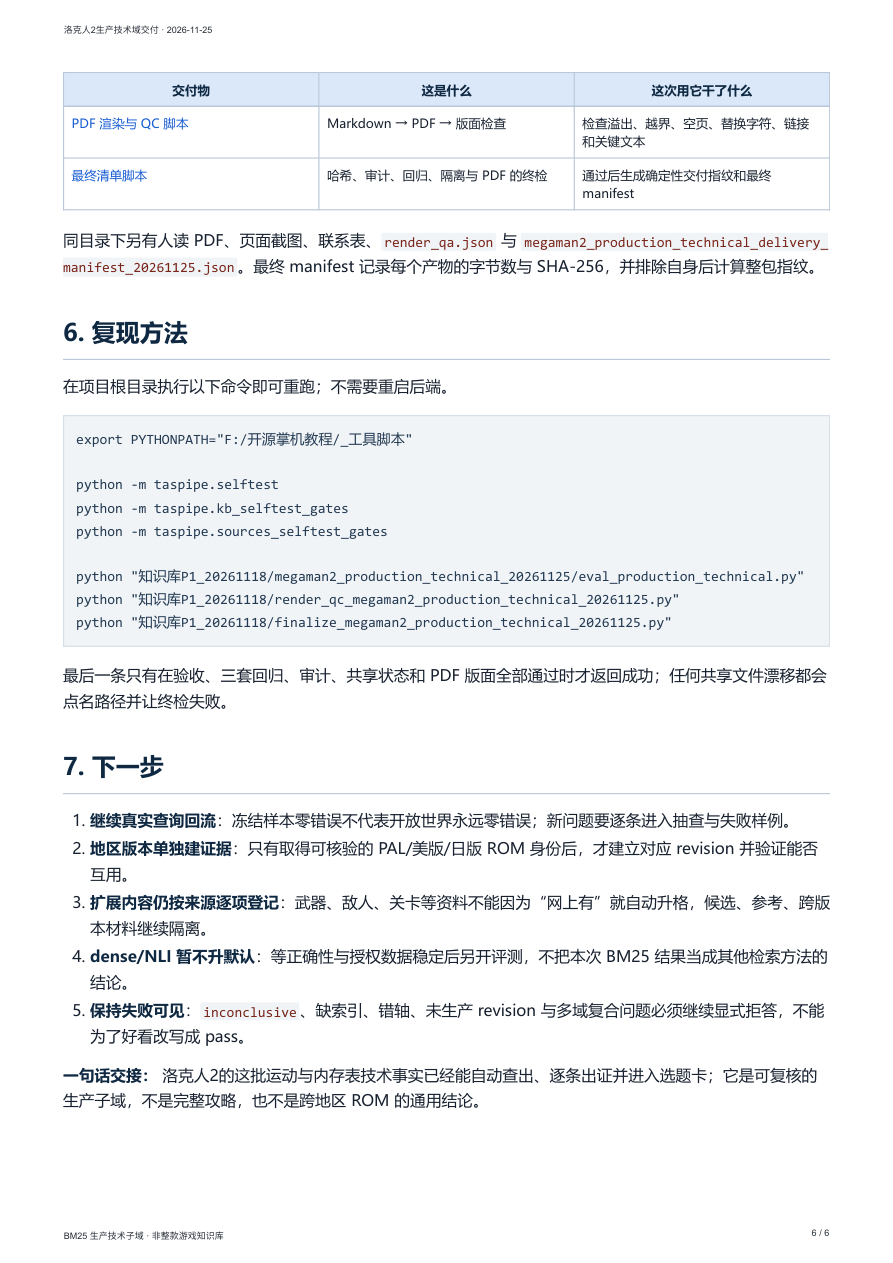 洛克人2生产技术域交付 · 2026-11-25
交付物 这是什么 这次用它干了什么
PDF 渲染与 QC 脚本 Markdown → PDF → 版面检查 检查溢出、越界、空页、替换字符、链接
和关键文本
最终清单脚本 哈希、审计、回归、隔离与 PDF 的终检 通过后生成确定性交付指纹和最终
manifest
同目录下另有人读 PDF、页面截图、联系表、render_qa.json 与 megaman2_production_technical_delivery_
manifest_20261125.json。最终 manifest 记录每个产物的字节数与 SHA-256，并排除自身后计算整包指纹。
6. 复现方法
在项目根目录执行以下命令即可重跑；不需要重启后端。
export PYTHONPATH="F:/开源掌机教程/_工具脚本"
python -m taspipe.selftest
python -m taspipe.kb_selftest_gates
python -m taspipe.sources_selftest_gates
python "知识库P1_20261118/megaman2_production_technical_20261125/eval_production_technical.py"
python "知识库P1_20261118/render_qc_megaman2_production_technical_20261125.py"
python "知识库P1_20261118/finalize_megaman2_production_technical_20261125.py"
最后一条只有在验收、三套回归、审计、共享状态和 PDF 版面全部通过时才返回成功；任何共享文件漂移都会
点名路径并让终检失败。
7. 下一步
1. 继续真实查询回流：冻结样本零错误不代表开放世界永远零错误；新问题要逐条进入抽查与失败样例。
2. 地区版本单独建证据：只有取得可核验的 PAL/美版/日版 ROM 身份后，才建立对应 revision 并验证能否
互用。
3. 扩展内容仍按来源逐项登记：武器、敌人、关卡等资料不能因为“网上有”就自动升格，候选、参考、跨版
本材料继续隔离。
4. dense/NLI 暂不升默认：等正确性与授权数据稳定后另开评测，不把本次 BM25 结果当成其他检索方法的
结论。
5. 保持失败可见：inconclusive、缺索引、错轴、未生产 revision 与多域复合问题必须继续显式拒答，不能
为了好看改写成 pass。
一句话交接： 洛克人2的这批运动与内存表技术事实已经能自动查出、逐条出证并进入选题卡；它是可复核的
生产子域，不是完整攻略，也不是跨地区 ROM 的通用结论。
BM25 生产技术子域 · 非整款游戏知识库
6 / 6